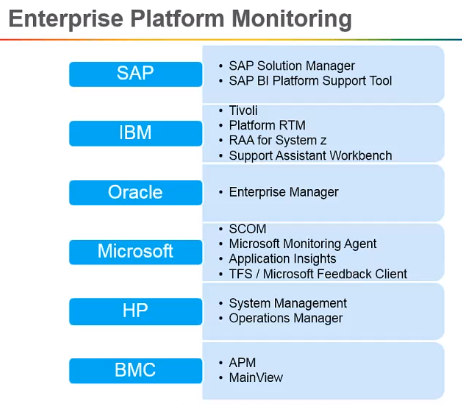 Enterprise Platform Monitoring
SAP
• SAP Solution Manager
• SAP BI Platform Support Tool
IBM
• Tivoli
• Platform RTM
• RAA for System z
• Support Assistant Workbench
Oracle
• Enterprise Manager
Microsoft
• SCOM
• Microsoft Monitoring Agent
• Application Insights
• TFS / Microsoft Feedback Client
HP
• System Management
• Operations Manager
BMC
• APM
• MainView